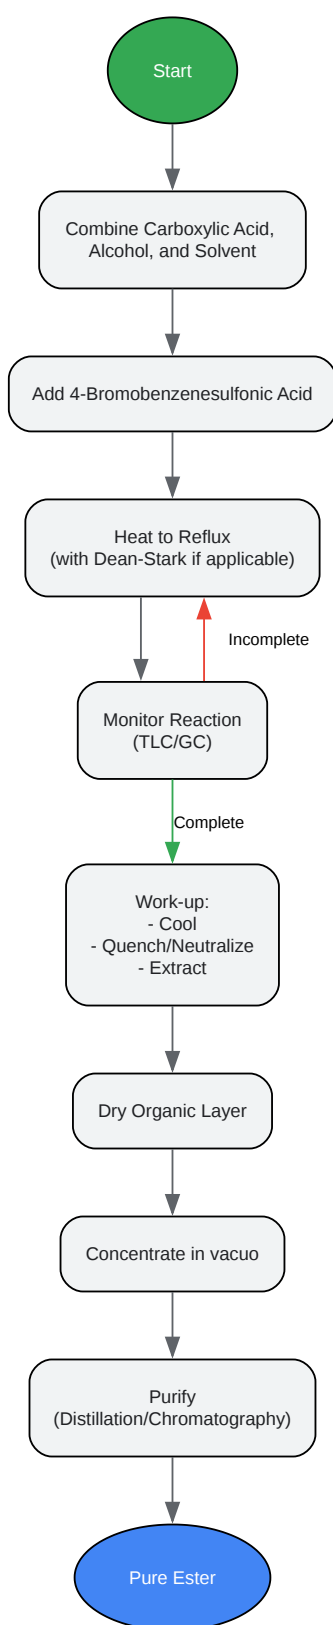 Start
Combine Carboxylic Acid,
Alcohol, and Solvent
Add 4-Bromobenzenesulfonic Acid
Heat to Reflux
(with Dean-Stark if applicable)
Incomplete
Monitor Reaction
(TLC/GC)
Complete
Work-up:
- Cool
- Quench/Neutralize
- Extract
Dry Organic Layer
Concentrate in vacuo
Purify
(Distillation/Chromatography)
Pure Ester